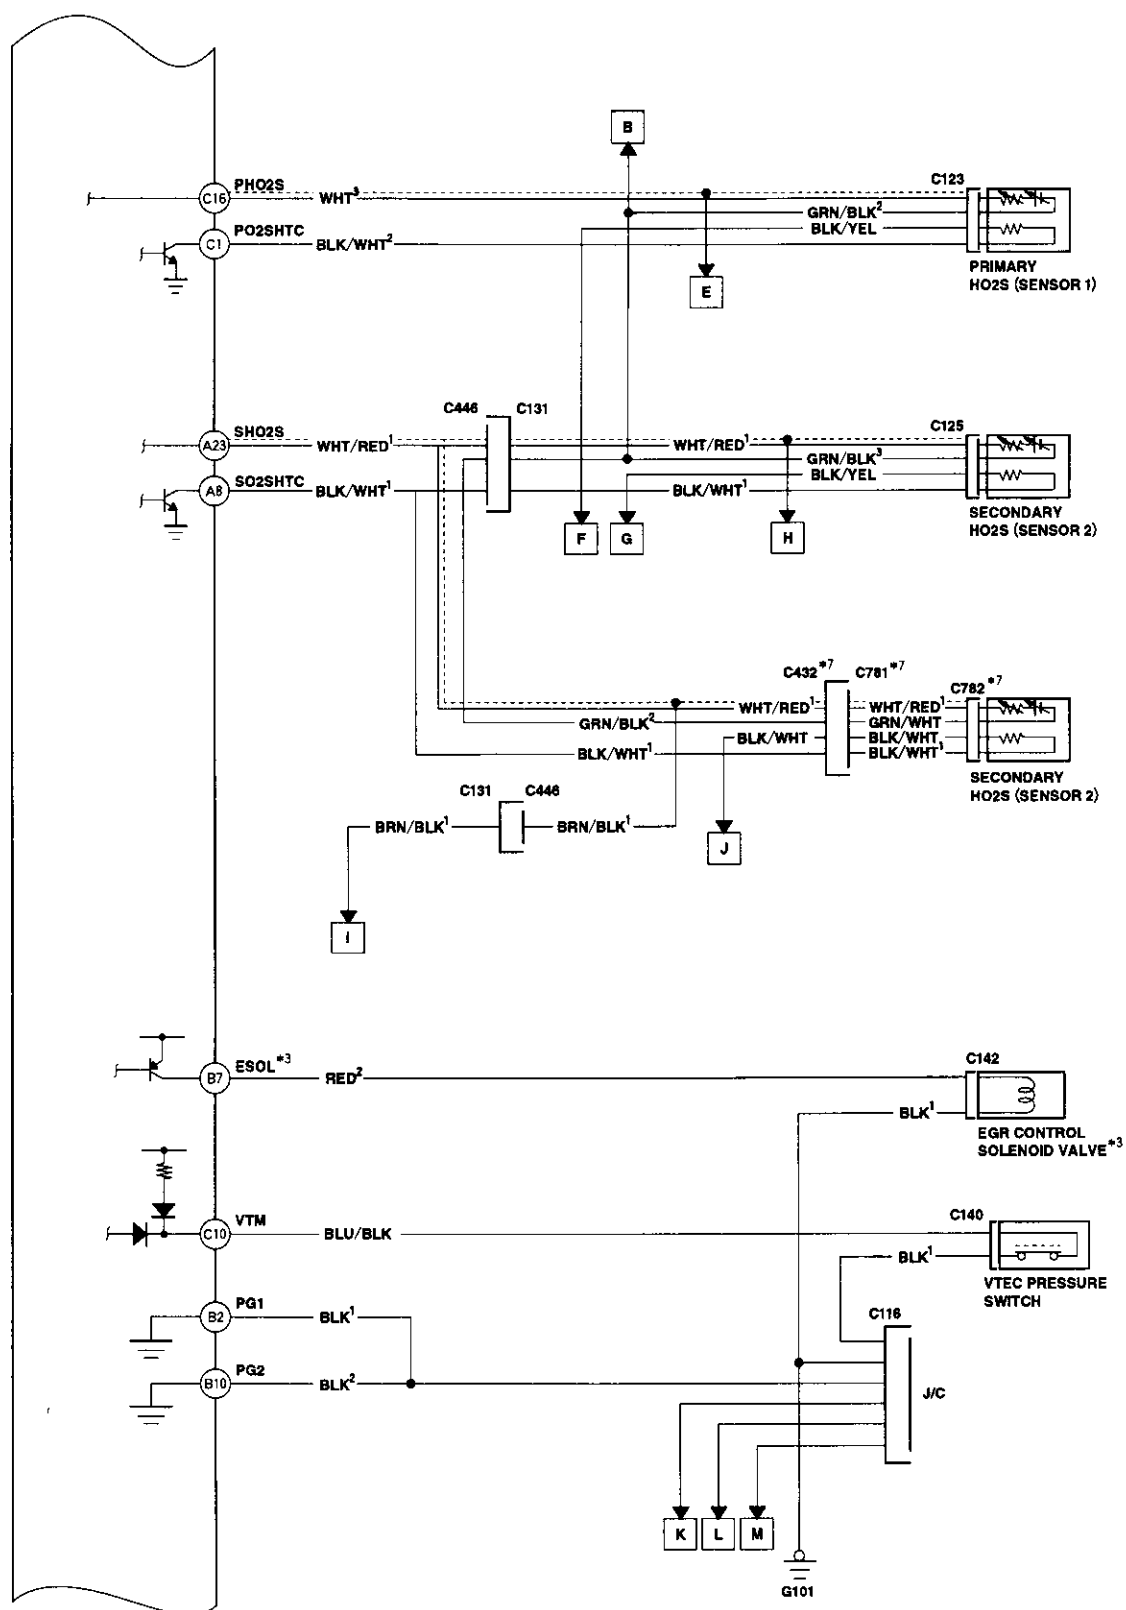 B
PHO2S
C16
WHT³
C123
PO2SHTC
GRN/BLK²
BLK/YEL
C1
BLK/WHT²
PRIMARY
HO2S (SENSOR 1)
E
C446
C131
SHO2S
C125
A23
WHT/RED¹
WHT/RED¹
GRN/BLK³
SO2SHTC
BLK/YEL
A8
BLK/WHT¹
BLK/WHT¹
SECONDARY
HO2S (SENSOR 2)
F
G
H
C432*7
C781*7
C782*7
WHT/RED¹
WHT/RED¹
GRN/BLK²
GRN/WHT
BLK/WHT
BLK/WHT
BLK/WHT¹
BLK/WHT¹
SECONDARY
HO2S (SENSOR 2)
C131
C446
BRN/BLK¹
BRN/BLK¹
J
I
ESOL*3
C142
B7
RED²
BLK¹
EGR CONTROL
SOLENOID VALVE*3
VTM
C140
C10
BLU/BLK
BLK¹
VTEC PRESSURE
SWITCH
PG1
B2
BLK¹
C116
PG2
B10
BLK²
J/C
K
L
M
G101